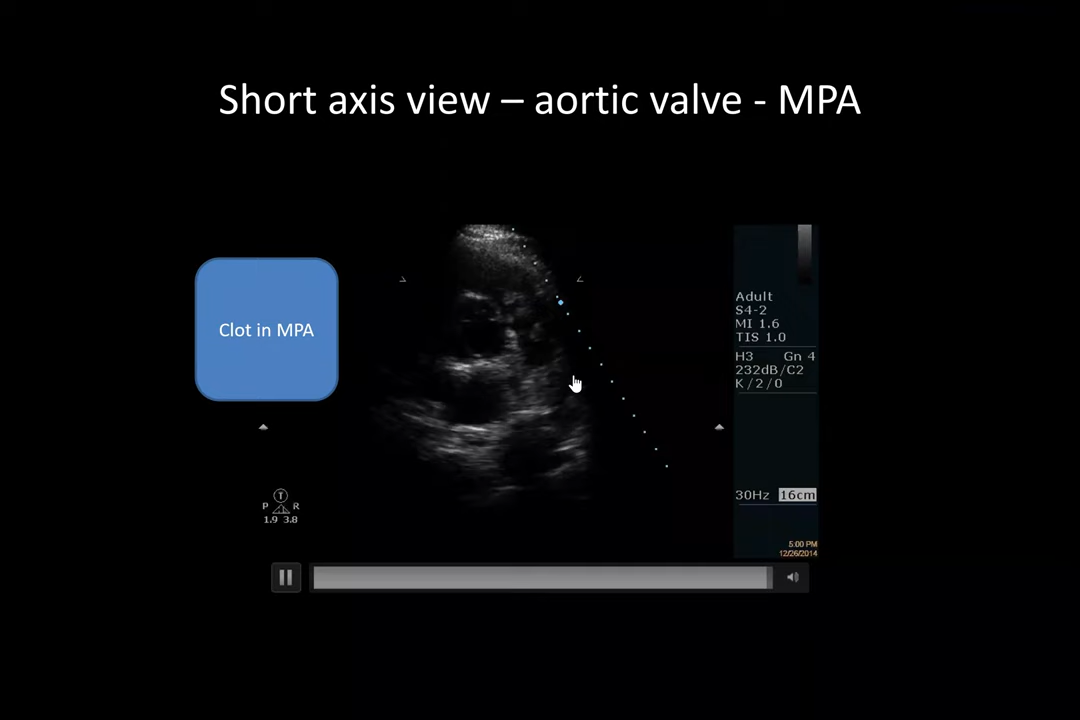 Short axis view – aortic valve - MPA
Clot in MPA
Adult
S4-2
MI 1.6
TIS 1.0
H3 Gn 4
232dB/C2
K/2/0
T
P R
1.9 3.8
30Hz 16cm
5:00 PM
12/26/2014